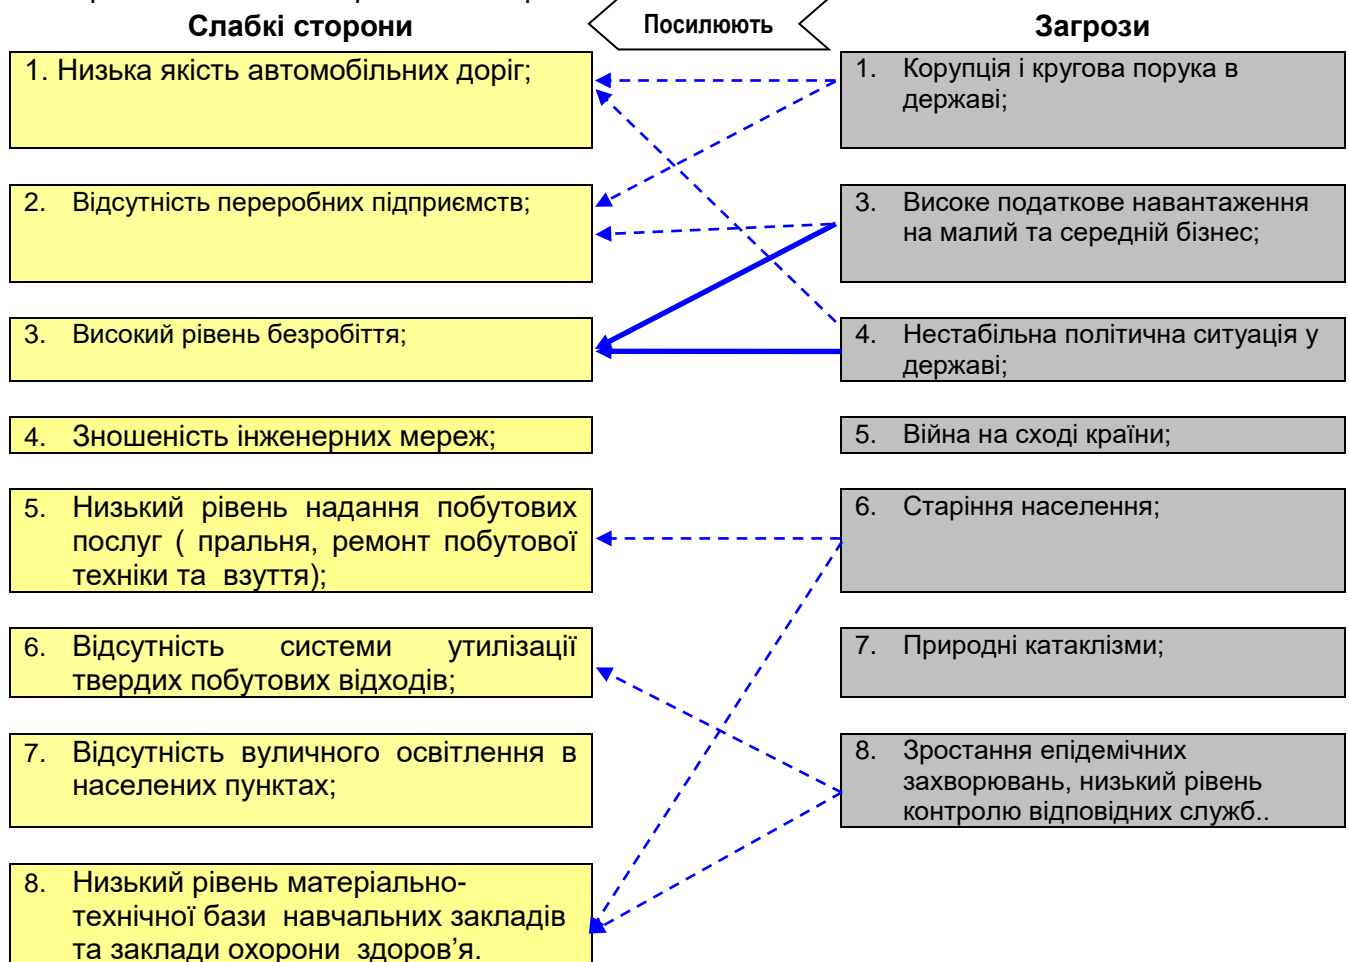 Слабкі сторони
Посилюють
Загрози
1. Низька якість автомобільних доріг;
2. Відсутність переробних підприємств;
3. Високий рівень безробіття;
4. Зношеність інженерних мереж;
5. Низький рівень надання побутових
послуг ( пральня, ремонт побутової
техніки та взуття);
6. Відсутність системи утилізації
твердих побутових відходів;
7. Відсутність вуличного освітлення в
населених пунктах;
8. Низький рівень матеріально-
технічної бази навчальних закладів
та заклади охорони здоров’я.
1. Корупція і кругова порука в
державі;
3. Високе податкове навантаження
на малий та середній бізнес;
4. Нестабільна політична ситуація у
державі;
5. Війна на сході країни;
6. Старіння населення;
7. Природні катаклізми;
8. Зростання епідемічних
захворювань, низький рівень
контролю відповідних служб..